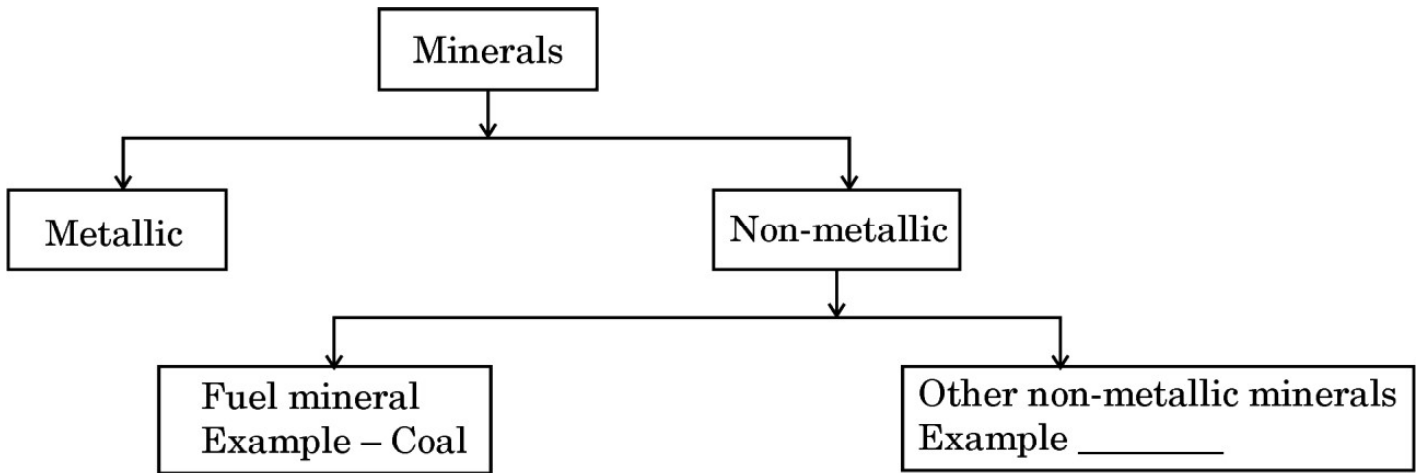 Minerals
Metallic
Non-metallic
Fuel mineral
Example – Coal
Other non-metallic minerals
Example ________